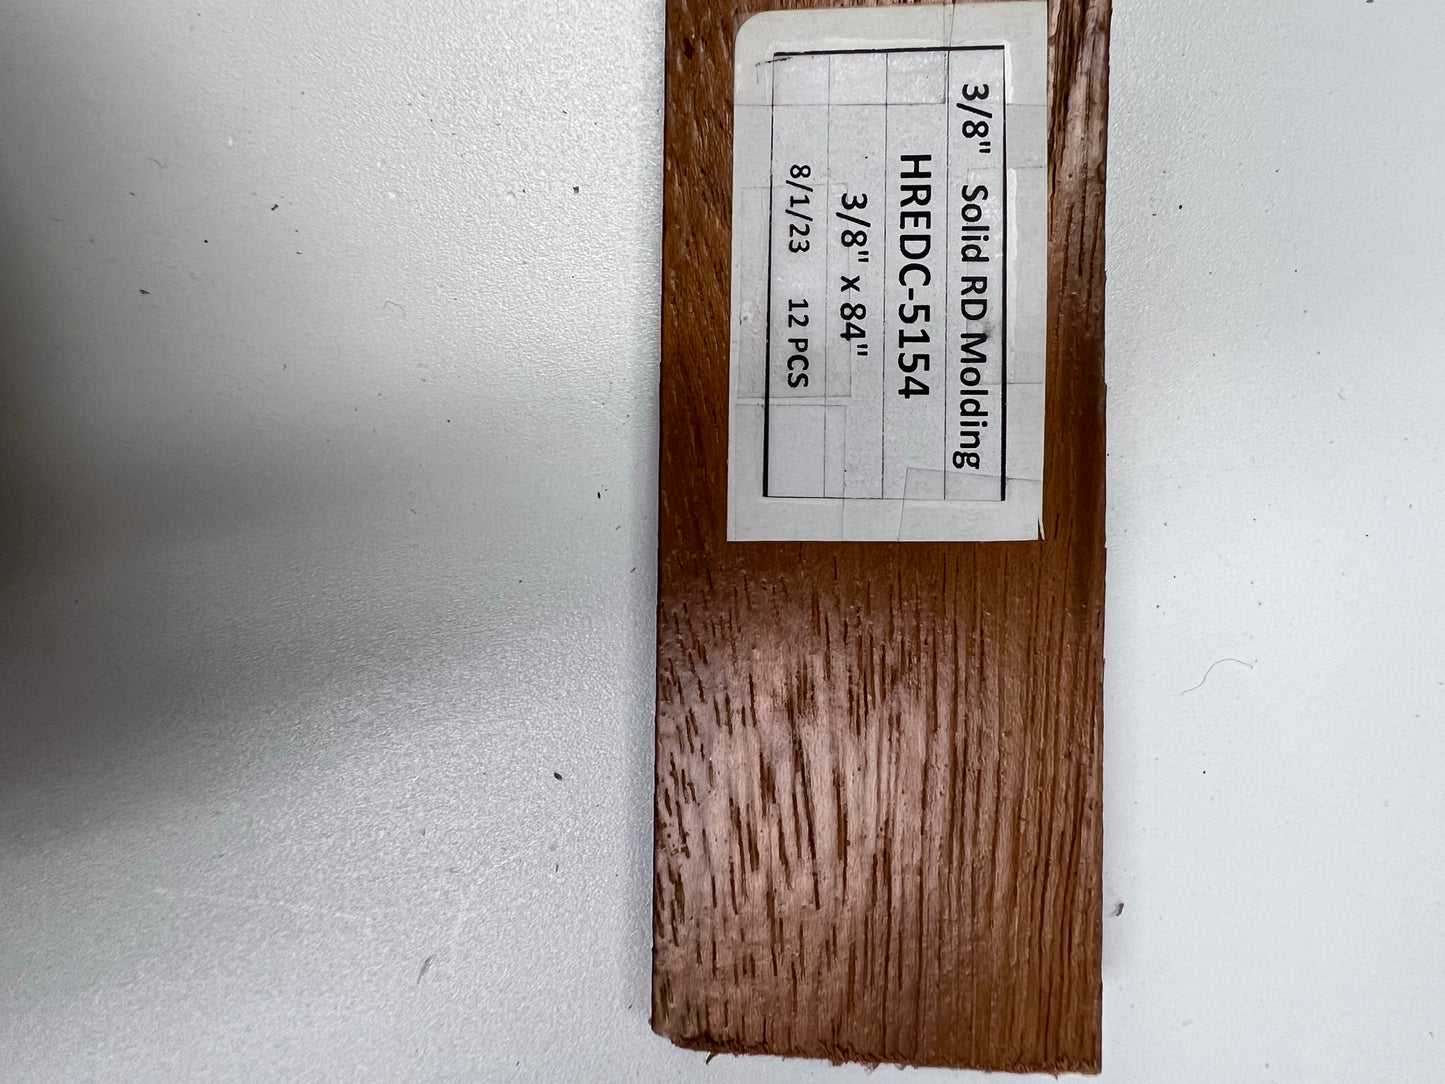 3/8" Solid RD Molding
HREDC-5154
3/8" x 84"
8/1/23 12 PCS